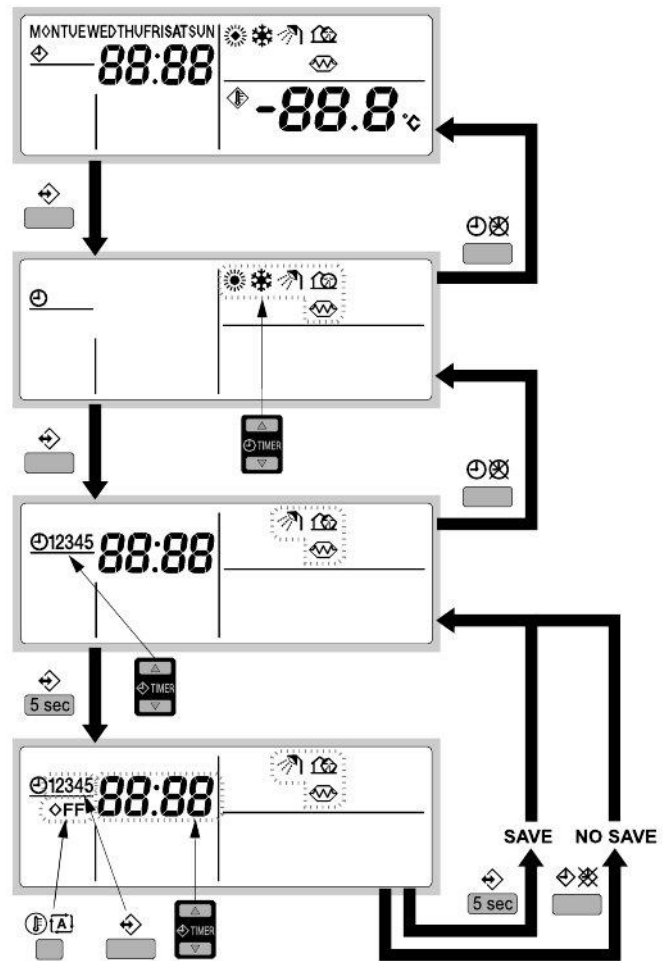 MONTUEWEDTHUFRISATSUN
88:88
-88.8 °C
TIMER
12345
88:88
5 sec
TIMER
12345
OFF
88:88
SAVE
NO SAVE
5 sec
A
TIMER